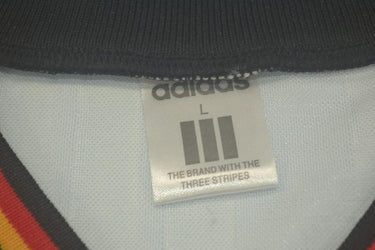 adidas
L
THE BRAND WITH THE
THREE STRIPES